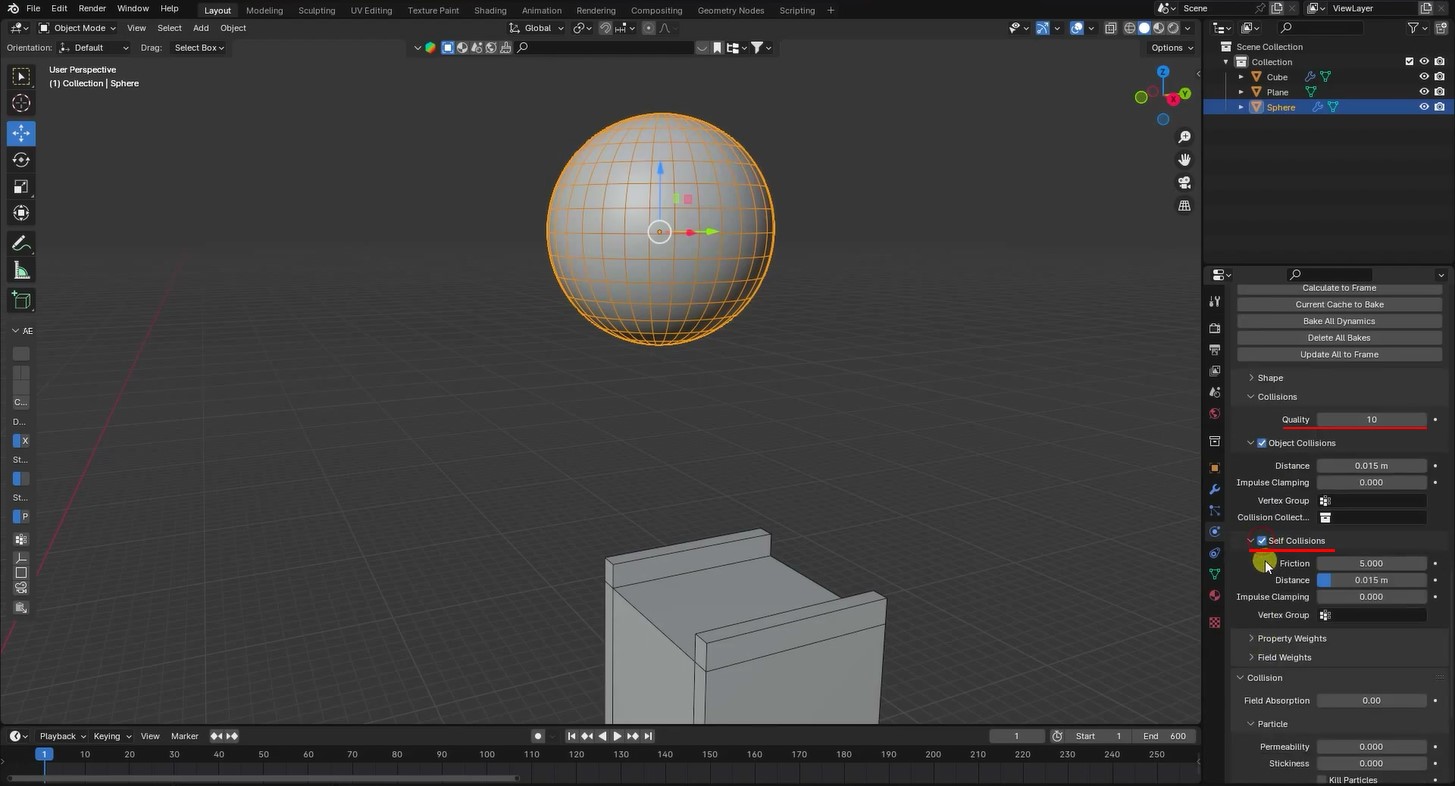 File Edit Render Window Help Layout Modeling Sculpting UV Editing Texture Paint Shading Animation Rendering Compositing Geometry Nodes Scripting + Scene ViewLayer
Object Mode View Select Add Object Global
Orientation: Default Drag: Select Box Options
User Perspective
(1) Collection | Sphere
Z
Y
X
AE
C...
D...
X
St...
St...
P
Scene Collection
Collection
Cube
Plane
Sphere
Calculate to Frame
Current Cache to Bake
Bake All Dynamics
Delete All Bakes
Update All to Frame
Shape
Collisions
Quality 10
Object Collisions
Distance 0.015 m
Impulse Clamping 0.000
Vertex Group
Collision Collect...
Self Collisions
Friction 5.000
Distance 0.015 m
Impulse Clamping 0.000
Vertex Group
Property Weights
Field Weights
Collision
Field Absorption 0.00
Particle
Permeability 0.000
Stickiness 0.000
Kill Particles
Playback Keying View Marker 1 Start 1 End 600
1 10 20 30 40 50 60 70 80 90 100 110 120 130 140 150 160 170 180 190 200 210 220 230 240 250